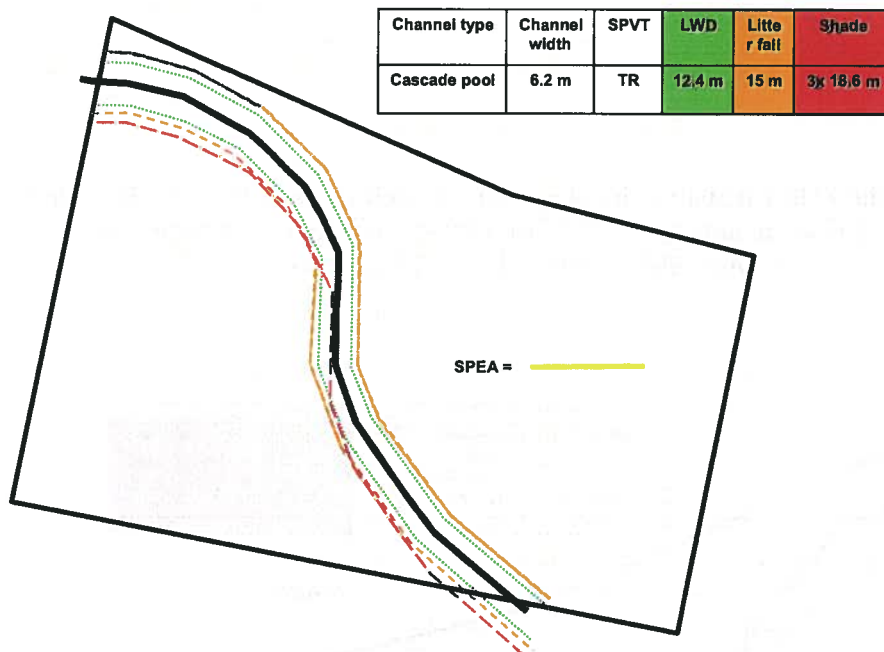 Channel type Channel width SPVT LWD Litte r fall Shade
Cascade pool 6.2 m TR 12.4 m 15 m 3x 18.6 m
SPEA =